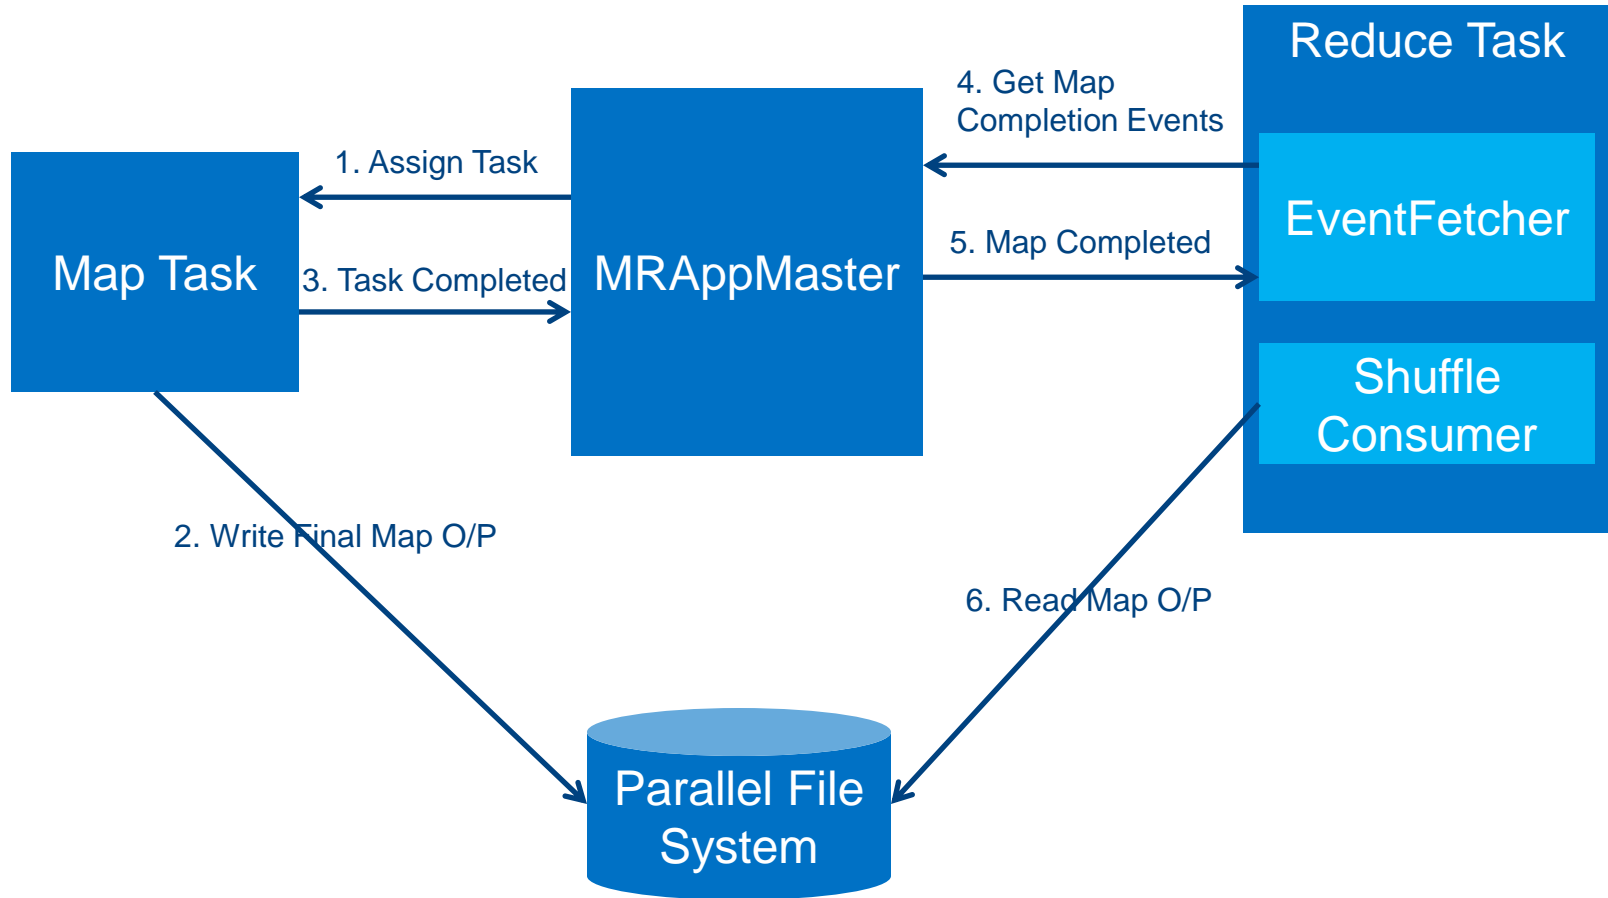 Reduce Task
4. Get Map
Completion Events
1. Assign Task
EventFetcher
5. Map Completed
Map Task
3. Task Completed
MRAppMaster
Shuffle
Consumer
2. Write Final Map O/P
6. Read Map O/P
Parallel File
System